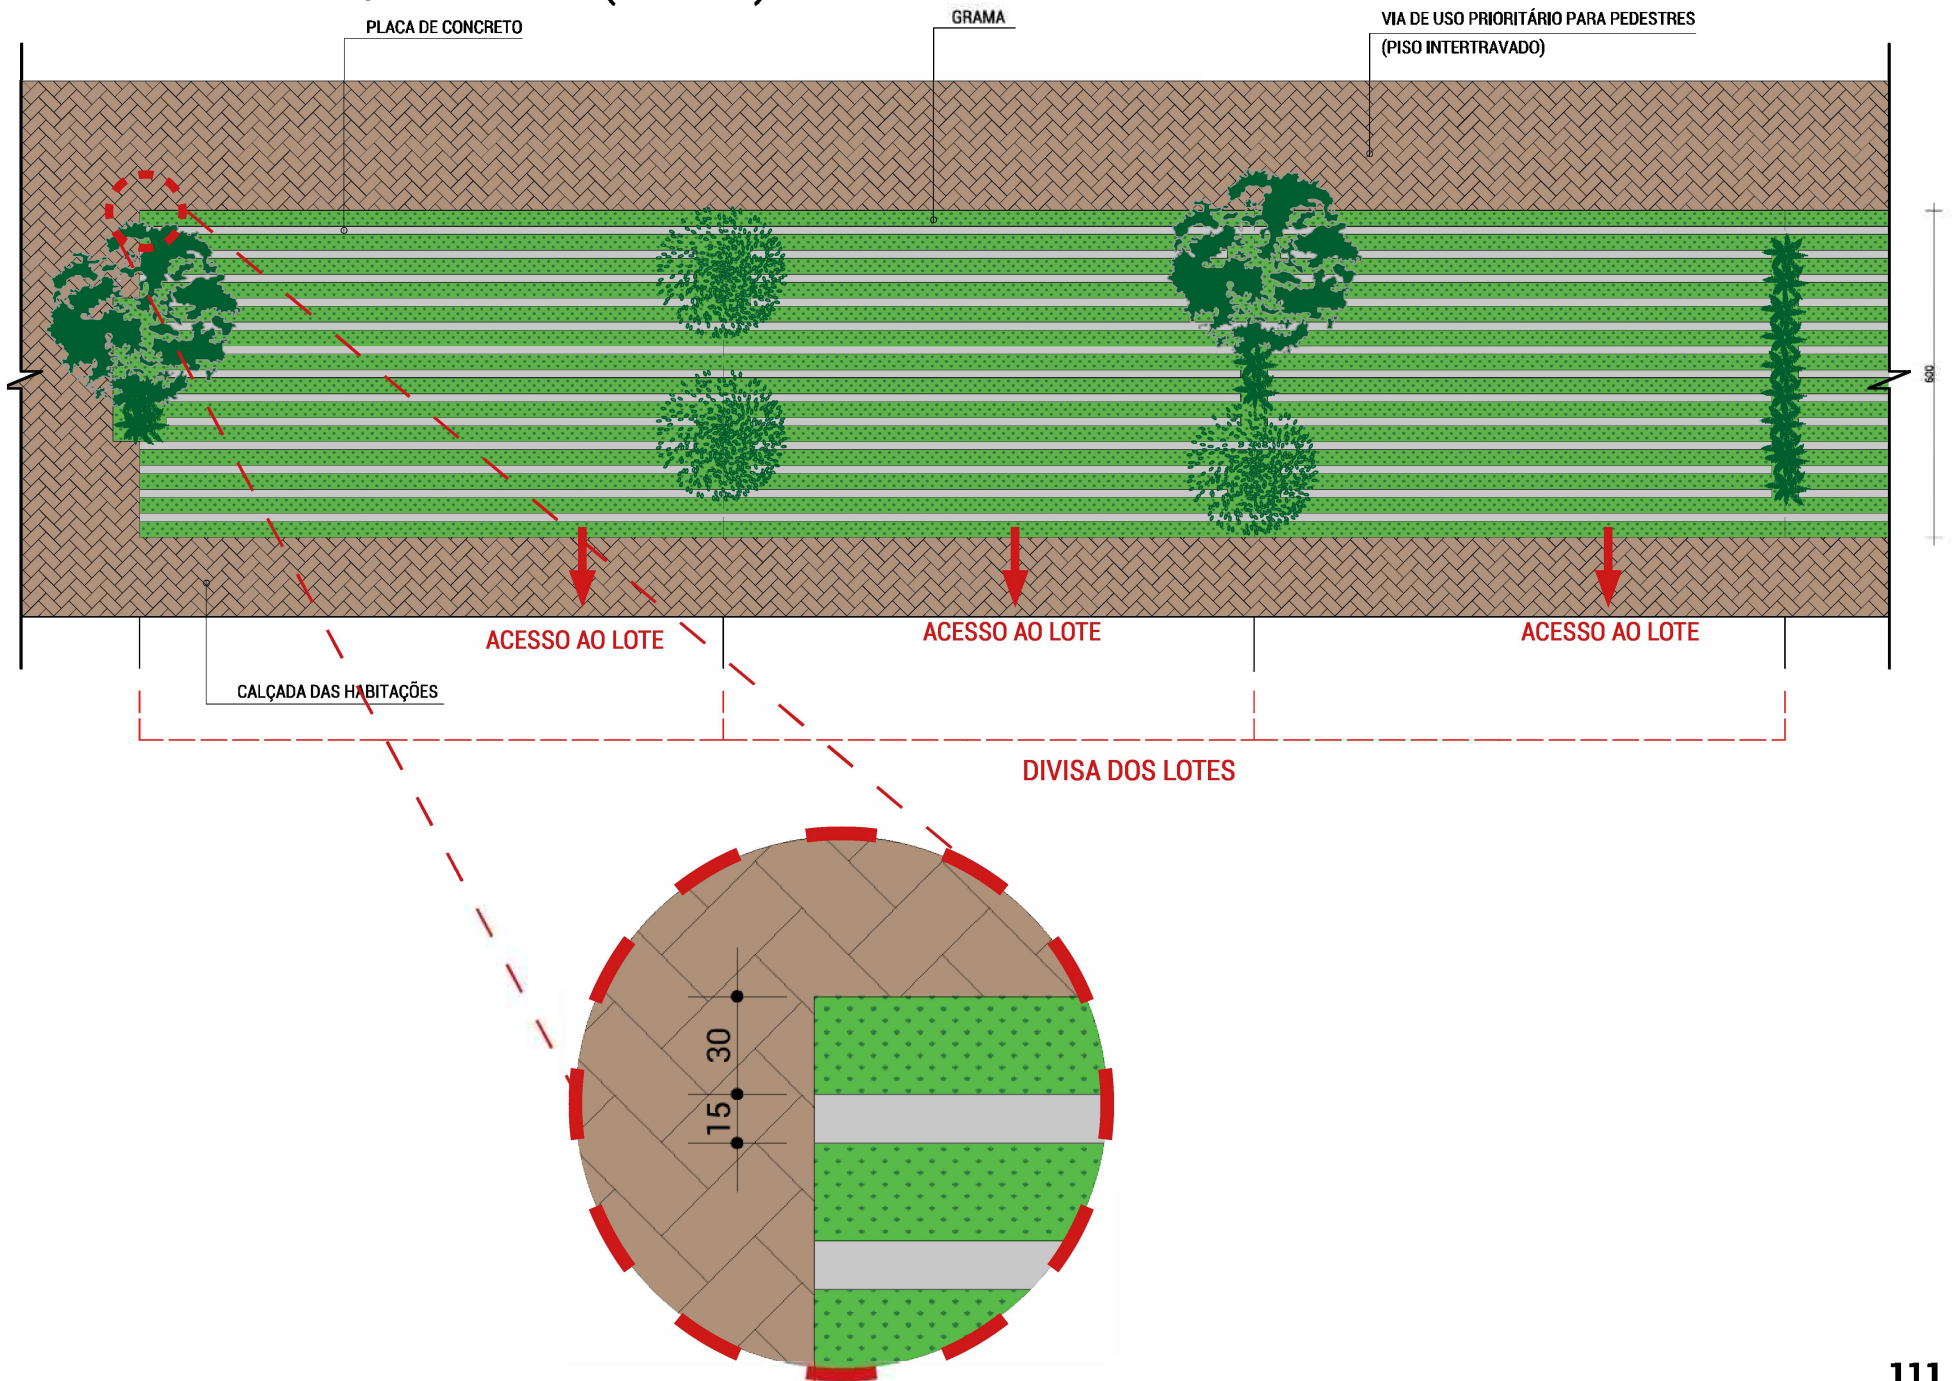 PLACA DE CONCRETO
GRAMA
VIA DE USO PRIORITÁRIO PARA PEDESTRES
(PISO INTERTRAVADO)
600
ACESSO AO LOTE
ACESSO AO LOTE
ACESSO AO LOTE
CALÇADA DAS HABITAÇÕES
DIVISA DOS LOTES
30
15
111